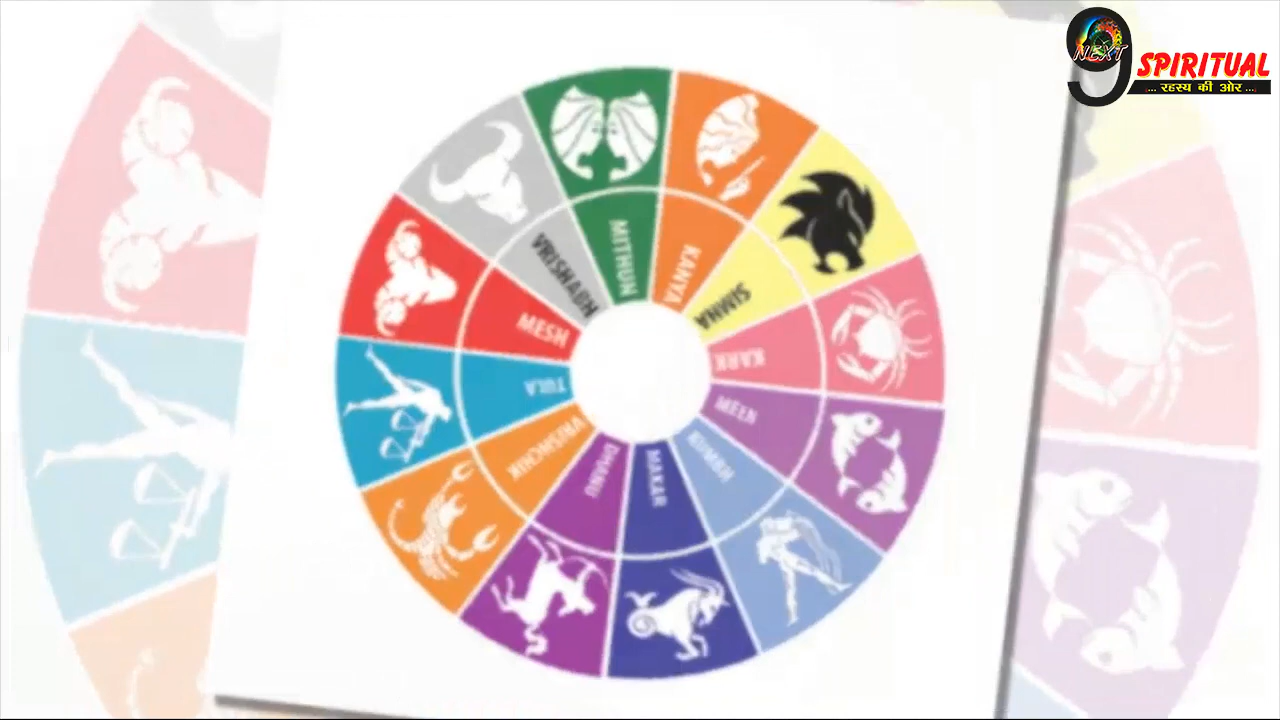 9
NEXT
SPIRITUAL
... रहस्य की ओर ...
MITHUN
KANYA
SIMHA
KARK
MEEN
KUMBH
MAKAR
DHANU
VRISHCHIK
TULA
MESH
VRISHABH